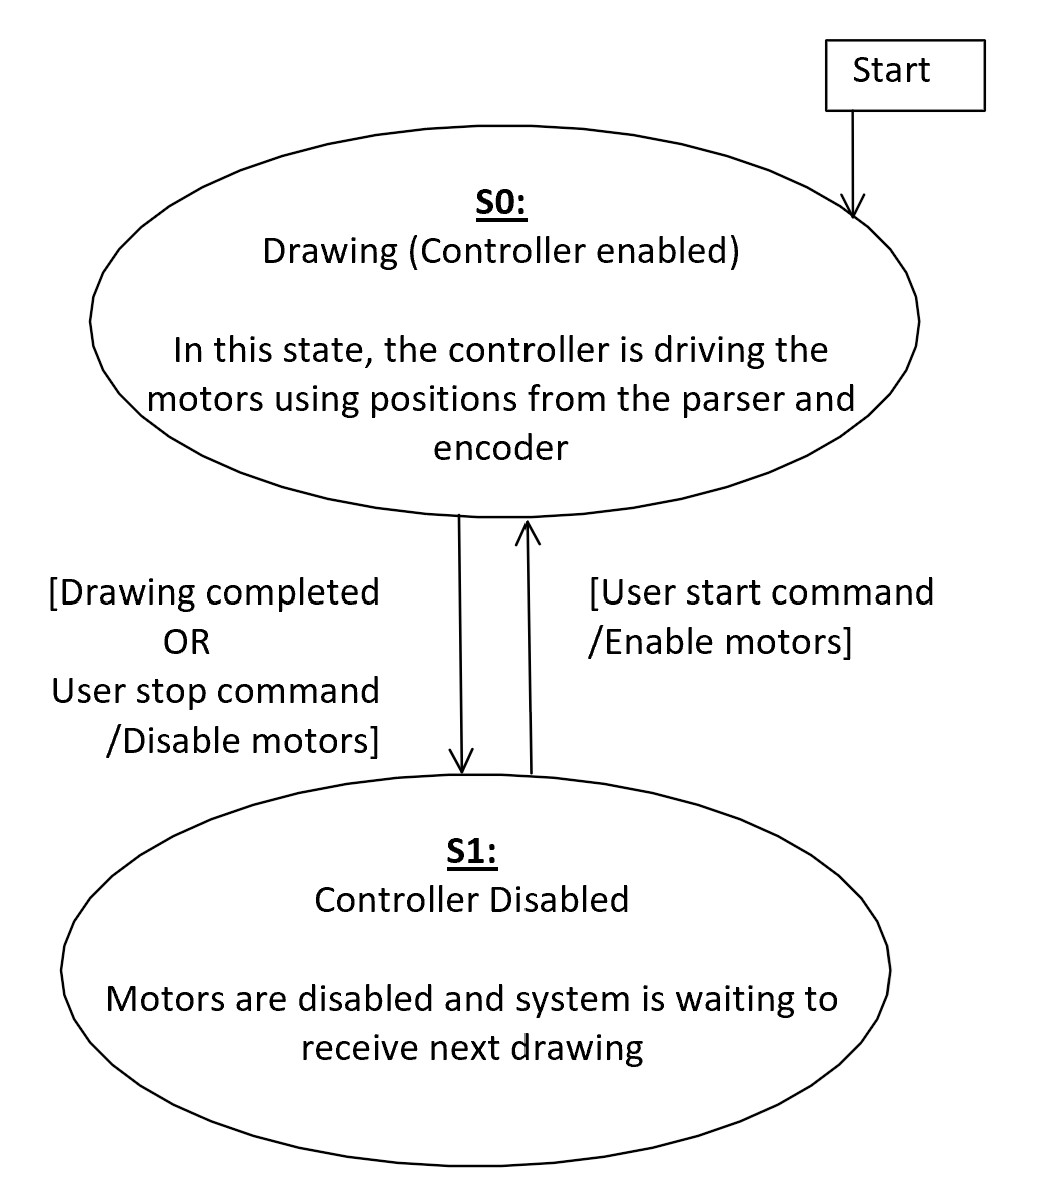 Start
S0:
Drawing (Controller enabled)
In this state, the controller is driving the
motors using positions from the parser and
encoder
[Drawing completed
OR
User stop command
/Disable motors]
[User start command
/Enable motors]
S1:
Controller Disabled
Motors are disabled and system is waiting to
receive next drawing